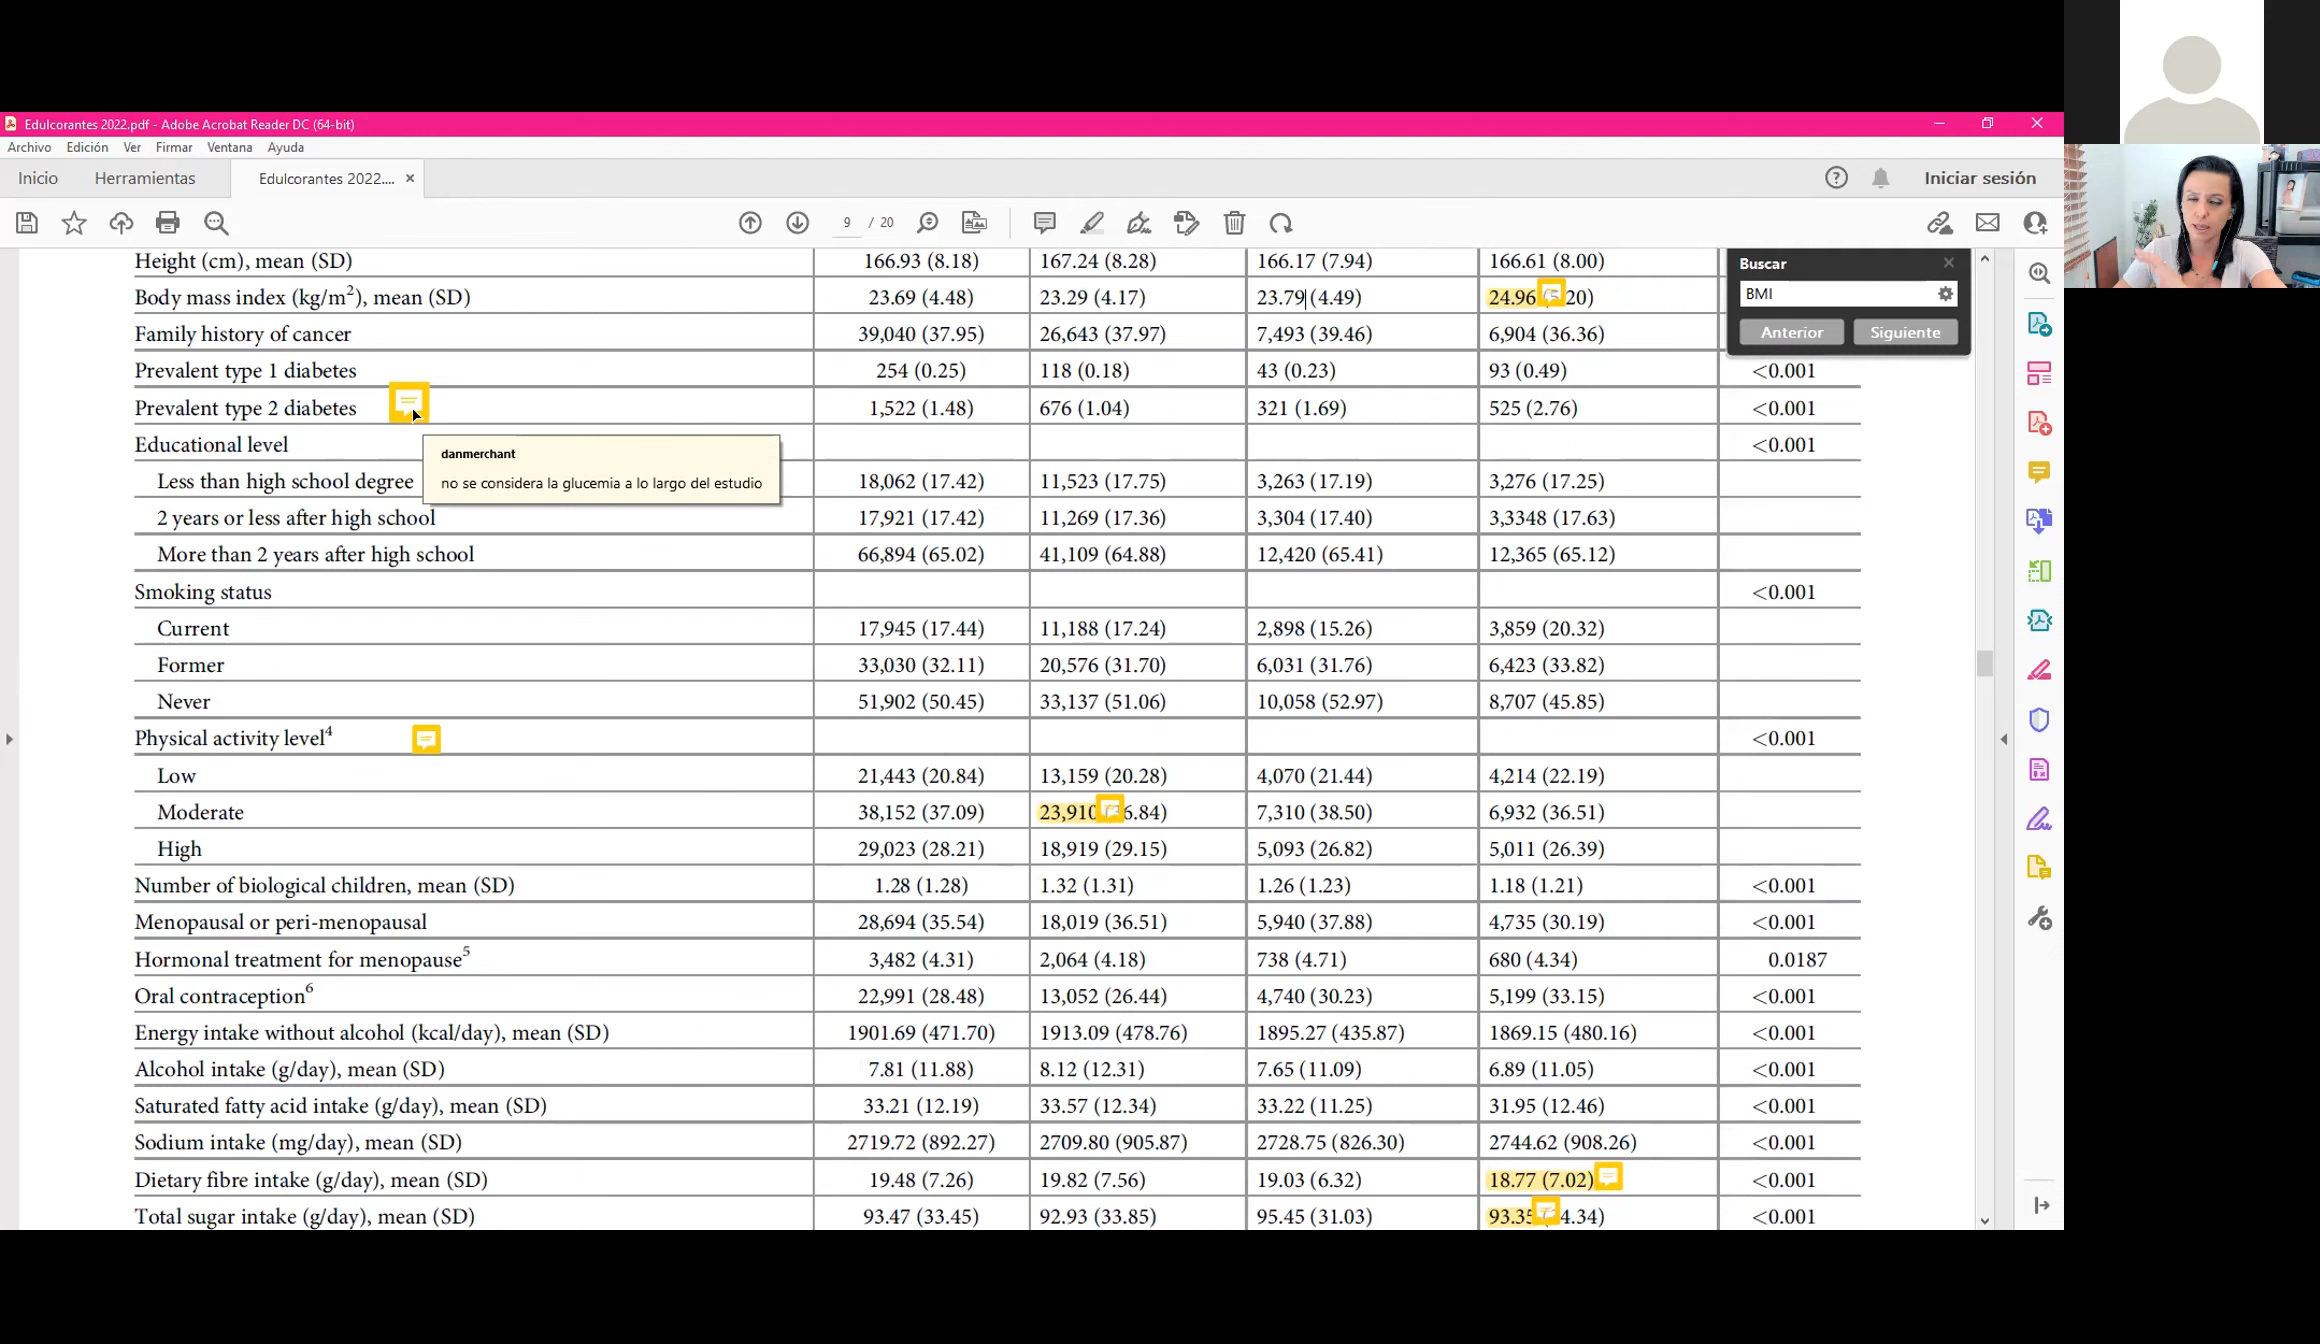 Edulcorantes 2022.pdf - Adobe Acrobat Reader DC (64-bit)
Archivo Edición Ver Firmar Ventana Ayuda
Inicio Herramientas Edulcorantes 2022.... Iniciar sesión
9 / 20
Buscar
BMI
Anterior Siguiente
Height (cm), mean (SD) 166.93 (8.18) 167.24 (8.28) 166.17 (7.94) 166.61 (8.00)
Body mass index (kg/m²), mean (SD) 23.69 (4.48) 23.29 (4.17) 23.79 (4.49) 24.96 20)
Family history of cancer 39,040 (37.95) 26,643 (37.97) 7,493 (39.46) 6,904 (36.36)
Prevalent type 1 diabetes 254 (0.25) 118 (0.18) 43 (0.23) 93 (0.49) <0.001
Prevalent type 2 diabetes 1,522 (1.48) 676 (1.04) 321 (1.69) 525 (2.76) <0.001
Educational level <0.001
danmerchant
no se considera la glucemia a lo largo del estudio
Less than high school degree 18,062 (17.42) 11,523 (17.75) 3,263 (17.19) 3,276 (17.25)
2 years or less after high school 17,921 (17.42) 11,269 (17.36) 3,304 (17.40) 3,3348 (17.63)
More than 2 years after high school 66,894 (65.02) 41,109 (64.88) 12,420 (65.41) 12,365 (65.12)
Smoking status <0.001
Current 17,945 (17.44) 11,188 (17.24) 2,898 (15.26) 3,859 (20.32)
Former 33,030 (32.11) 20,576 (31.70) 6,031 (31.76) 6,423 (33.82)
Never 51,902 (50.45) 33,137 (51.06) 10,058 (52.97) 8,707 (45.85)
Physical activity level⁴ <0.001
Low 21,443 (20.84) 13,159 (20.28) 4,070 (21.44) 4,214 (22.19)
Moderate 38,152 (37.09) 23,910 6.84) 7,310 (38.50) 6,932 (36.51)
High 29,023 (28.21) 18,919 (29.15) 5,093 (26.82) 5,011 (26.39)
Number of biological children, mean (SD) 1.28 (1.28) 1.32 (1.31) 1.26 (1.23) 1.18 (1.21) <0.001
Menopausal or peri-menopausal 28,694 (35.54) 18,019 (36.51) 5,940 (37.88) 4,735 (30.19) <0.001
Hormonal treatment for menopause⁵ 3,482 (4.31) 2,064 (4.18) 738 (4.71) 680 (4.34) 0.0187
Oral contraception⁶ 22,991 (28.48) 13,052 (26.44) 4,740 (30.23) 5,199 (33.15) <0.001
Energy intake without alcohol (kcal/day), mean (SD) 1901.69 (471.70) 1913.09 (478.76) 1895.27 (435.87) 1869.15 (480.16) <0.001
Alcohol intake (g/day), mean (SD) 7.81 (11.88) 8.12 (12.31) 7.65 (11.09) 6.89 (11.05) <0.001
Saturated fatty acid intake (g/day), mean (SD) 33.21 (12.19) 33.57 (12.34) 33.22 (11.25) 31.95 (12.46) <0.001
Sodium intake (mg/day), mean (SD) 2719.72 (892.27) 2709.80 (905.87) 2728.75 (826.30) 2744.62 (908.26) <0.001
Dietary fibre intake (g/day), mean (SD) 19.48 (7.26) 19.82 (7.56) 19.03 (6.32) 18.77 (7.02) <0.001
Total sugar intake (g/day), mean (SD) 93.47 (33.45) 92.93 (33.85) 95.45 (31.03) 93.35 4.34) <0.001